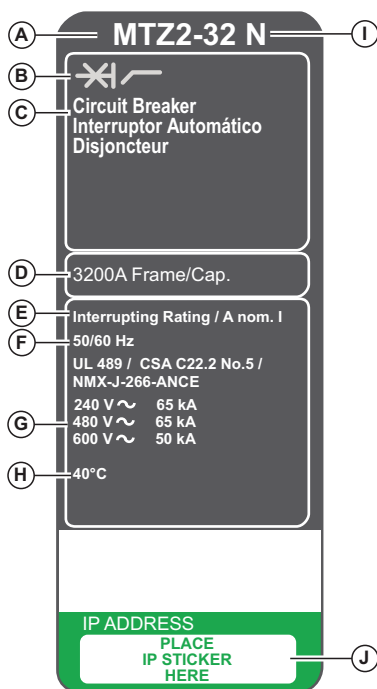 A
MTZ2-32 N
I
B
C
Circuit Breaker
Interruptor Automático
Disjoncteur
D
3200A Frame/Cap.
E
Interrupting Rating / A nom. I
F
50/60 Hz
UL 489 / CSA C22.2 No.5 /
NMX-J-266-ANCE
240 V ~ 65 kA
G
480 V ~ 65 kA
600 V ~ 50 kA
H
40°C
IP ADDRESS
PLACE
IP STICKER
HERE
J